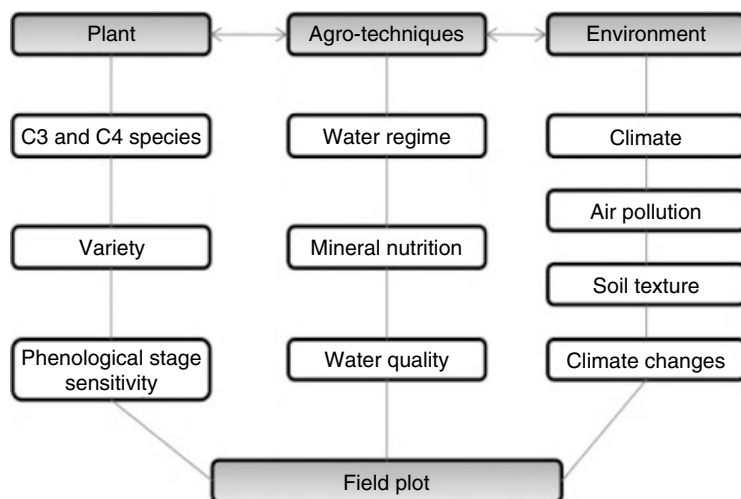 Plant
Agro-techniques
Environment
C3 and C4 species
Water regime
Climate
Air pollution
Variety
Mineral nutrition
Soil texture
Phenological stage
sensitivity
Water quality
Climate changes
Field plot